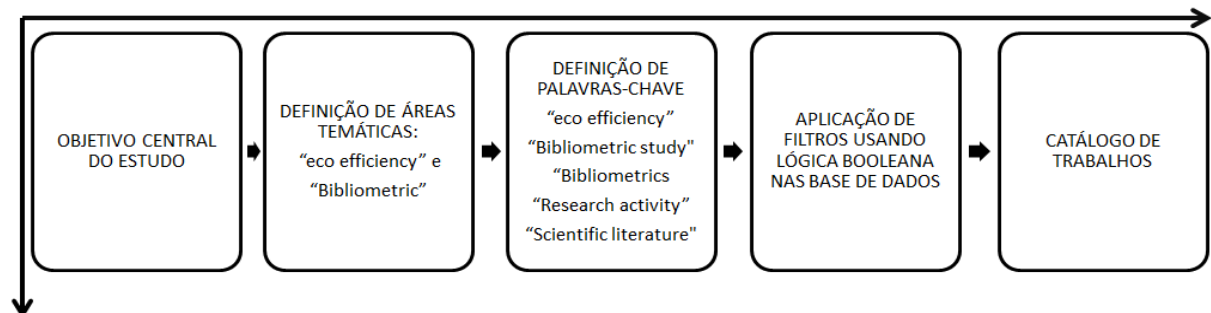 OBJETIVO CENTRAL
DO ESTUDO
DEFINIÇÃO DE ÁREAS
TEMÁTICAS:
“eco efficiency” e
“Bibliometric”
DEFINIÇÃO DE
PALAVRAS-CHAVE
“eco efficiency”
“Bibliometric study"
“Bibliometrics
“Research activity”
“Scientific literature"
APLICAÇÃO DE
FILTROS USANDO
LÓGICA BOOLEANA
NAS BASE DE DADOS
CATÁLOGO DE
TRABALHOS